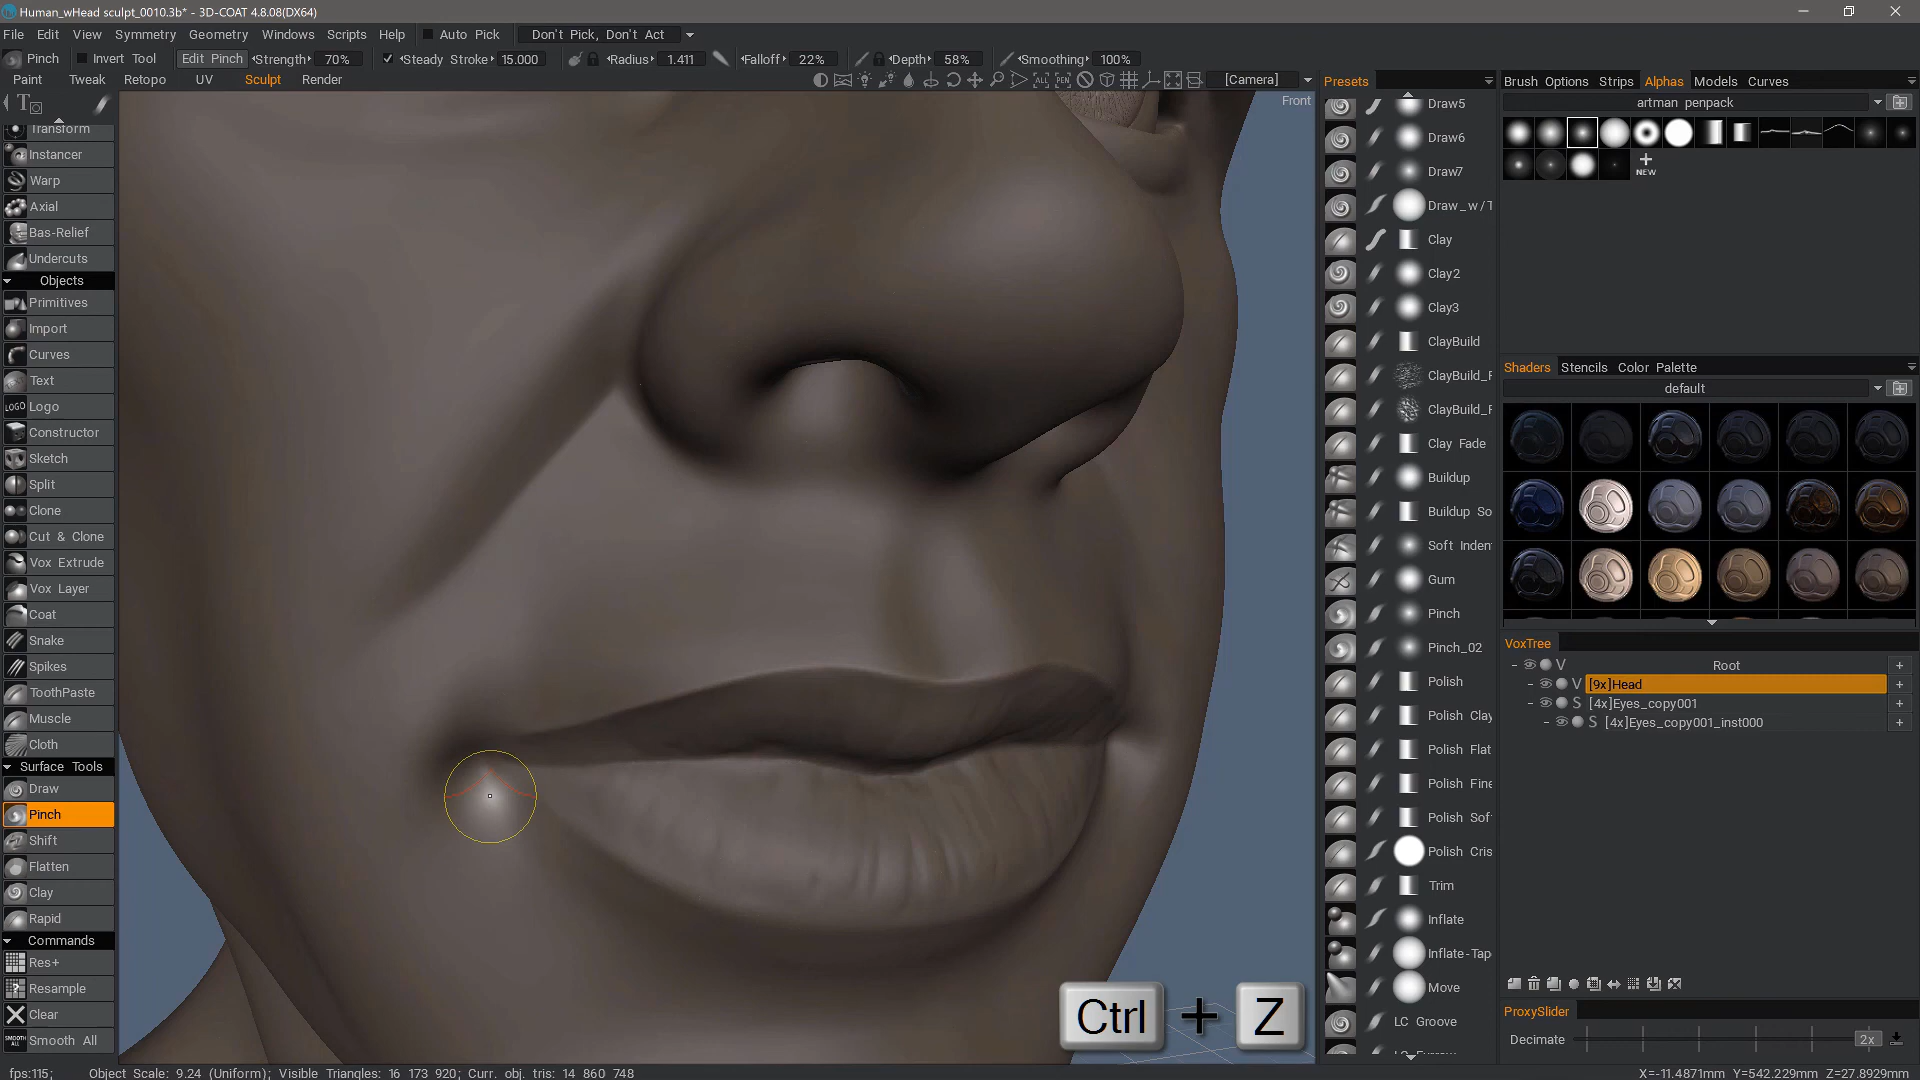 Human_wHead sculpt_0010.3b* - 3D-COAT 4.8.08(DX64)
File Edit View Symmetry Geometry Windows Scripts Help Auto Pick Don't Pick, Don't Act
Pinch Invert Tool Edit Pinch Strength 70% Steady Stroke 15.000 Radius 1.411 Falloff 22% Depth 58% Smoothing 100%
Paint Tweak Retopo UV Sculpt Render [Camera]
Front
Transform
Instancer
Warp
Axial
Bas-Relief
Undercuts
Objects
Primitives
Import
Curves
Text
LOGO Logo
Constructor
Sketch
Split
Clone
Cut & Clone
Vox Extrude
Vox Layer
Coat
Snake
Spikes
ToothPaste
Muscle
Cloth
Surface Tools
Draw
Pinch
Shift
Flatten
Clay
Rapid
Commands
Res+
Resample
Clear
Smooth All
Presets
Draw5
Draw6
Draw7
Draw_w/T
Clay
Clay2
Clay3
ClayBuild
ClayBuild_F
ClayBuild_F
Clay Fade
Buildup
Buildup So
Soft Inden
Gum
Pinch
Pinch_02
Polish
Polish Clay
Polish Flat
Polish Fine
Polish Sof
Polish Cris
Trim
Inflate
Inflate-Tap
Move
LC Groove
Brush Options Strips Alphas Models Curves
artman penpack
NEW
Shaders Stencils Color Palette
default
VoxTree
V Root +
V [9x]Head +
S [4x]Eyes_copy001 +
S [4x]Eyes_copy001_inst000 +
ProxySlider
Decimate 2x
Ctrl + Z
fps:115; Object Scale: 9.24 (Uniform); Visible Triangles: 16 173 920; Curr. obj. tris: 14 860 748
X=-11.4871mm Y=542.229mm Z=27.8929mm